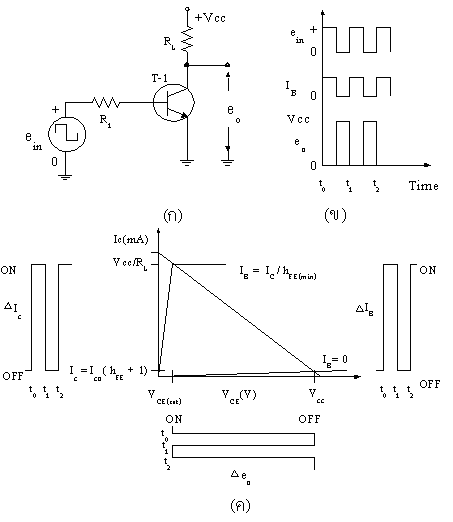 +Vcc
R_L
T-1
R_1
+
e_in
0
e_o
+
e_in
0
I_B
0
Vcc
e_o
0
t_0 t_1 t_2 Time
(ก) (ข)
Ic(mA)
Vcc/R_L
I_B = I_C/h_FE(min)
ON
ΔI_c
OFF
t_0 t_1 t_2
I_c = I_co(h_FE + 1)
I_B = 0
ON
ΔI_B
OFF
t_0 t_1 t_2
V_CE(sat) V_CE(V) V_cc
ON OFF
t_0
t_1
t_2
Δe_o
(ค)